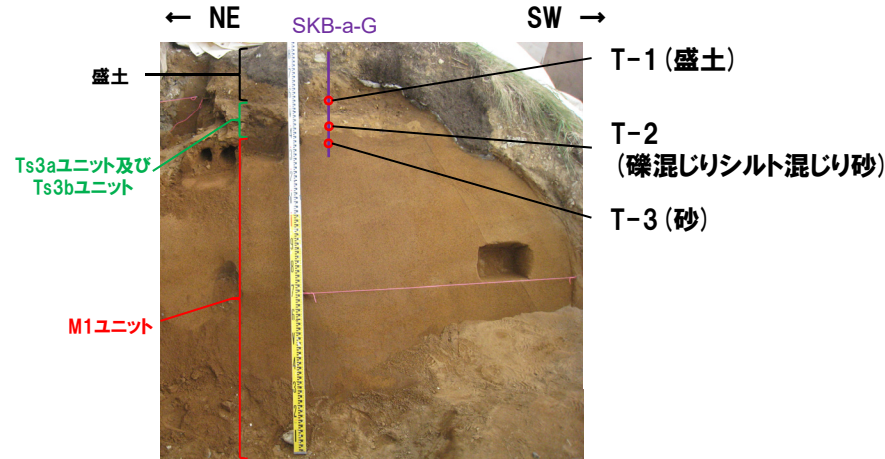 ← NE
SKB-a-G
SW →
盛土
T-1(盛土)
T-2
(礫混じりシルト混じり砂)
Ts3aユニット及び
Ts3bユニット
T-3(砂)
M1ユニット